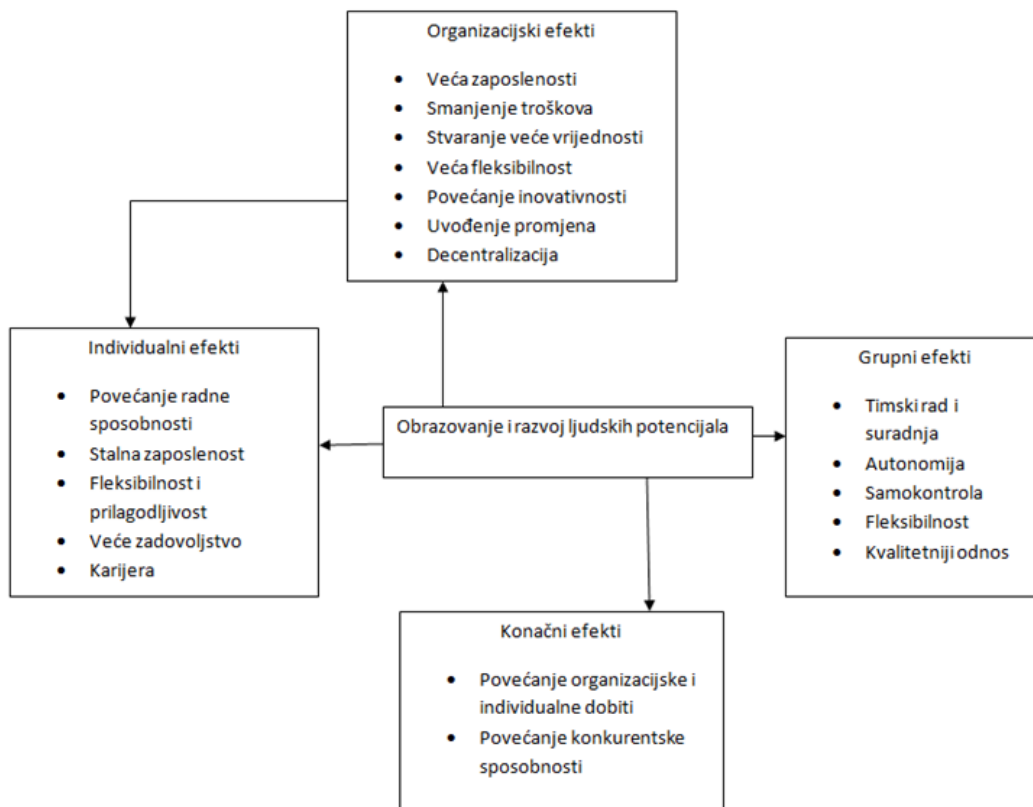 Organizacijski efekti
• Veća zaposlenosti
• Smanjenje troškova
• Stvaranje veće vrijednosti
• Veća fleksibilnost
• Povećanje inovativnosti
• Uvođenje promjena
• Decentralizacija
Individualni efekti
• Povećanje radne
sposobnosti
• Stalna zaposlenost
• Fleksibilnost i
prilagodljivost
• Veće zadovoljstvo
• Karijera
Obrazovanje i razvoj ljudskih potencijala
Grupni efekti
• Timski rad i
suradnja
• Autonomija
• Samokontrola
• Fleksibilnost
• Kvalitetniji odnos
Konačni efekti
• Povećanje organizacijske i
individualne dobiti
• Povećanje konkurentske
sposobnosti